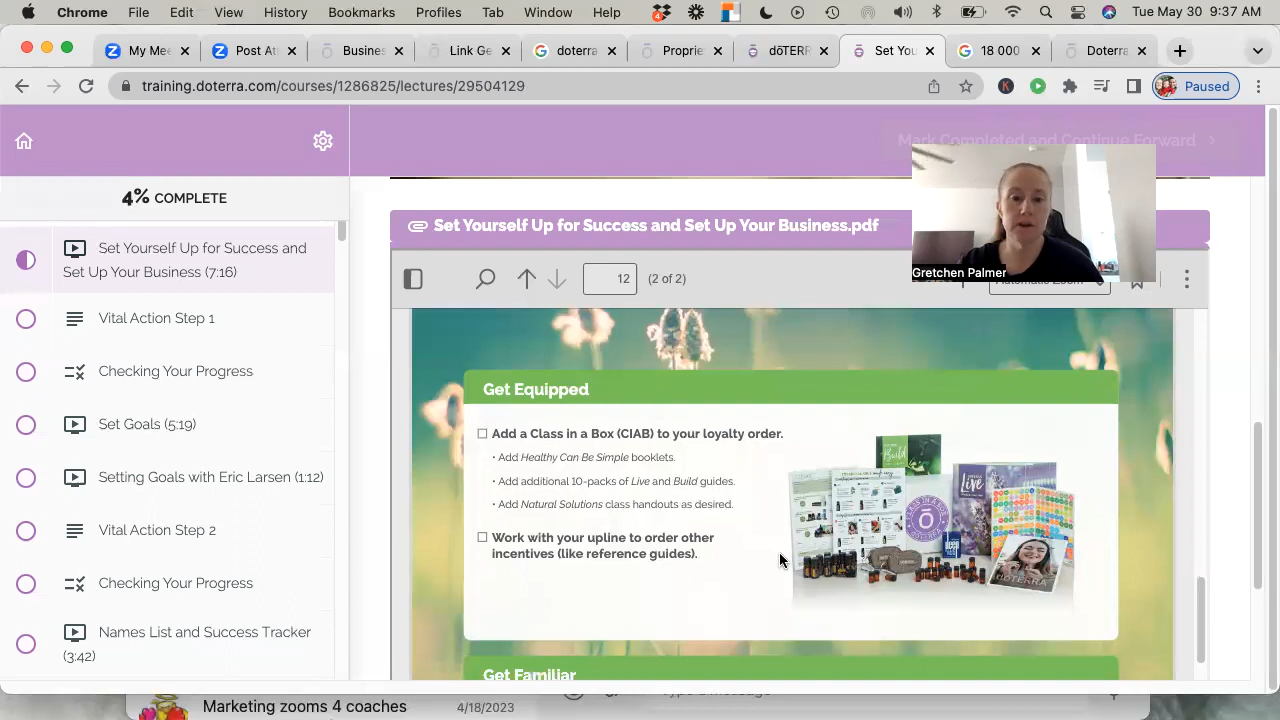 Chrome File Edit View History Bookmarks Profiles Tab Window Help 4 Tue May 30 9:37 AM
My Me Post At Busines Link Ge doterra Proprie dōTERR Set You 18 000 Doterra
training.doterra.com/courses/1286825/lectures/29504129 K Paused
Mark Completed and Continue Forward
4% COMPLETE
Set Yourself Up for Success and
Set Up Your Business (7:16)
Vital Action Step 1
Checking Your Progress
Set Goals (5:19)
Setting Goals with Eric Larsen (1:12)
Vital Action Step 2
Checking Your Progress
Names List and Success Tracker
(3:42)
Set Yourself Up for Success and Set Up Your Business.pdf
Gretchen Palmer
12 (2 of 2)
Get Equipped
Add a Class in a Box (CIAB) to your loyalty order.
• Add Healthy Can Be Simple booklets.
• Add additional 10-packs of Live and Build guides.
• Add Natural Solutions class handouts as desired.
Work with your upline to order other
incentives (like reference guides).
Build
Live
CLASS IN A BOX
ō
dōTERRA
Get Familiar
Marketing zooms 4 coaches 4/18/2023